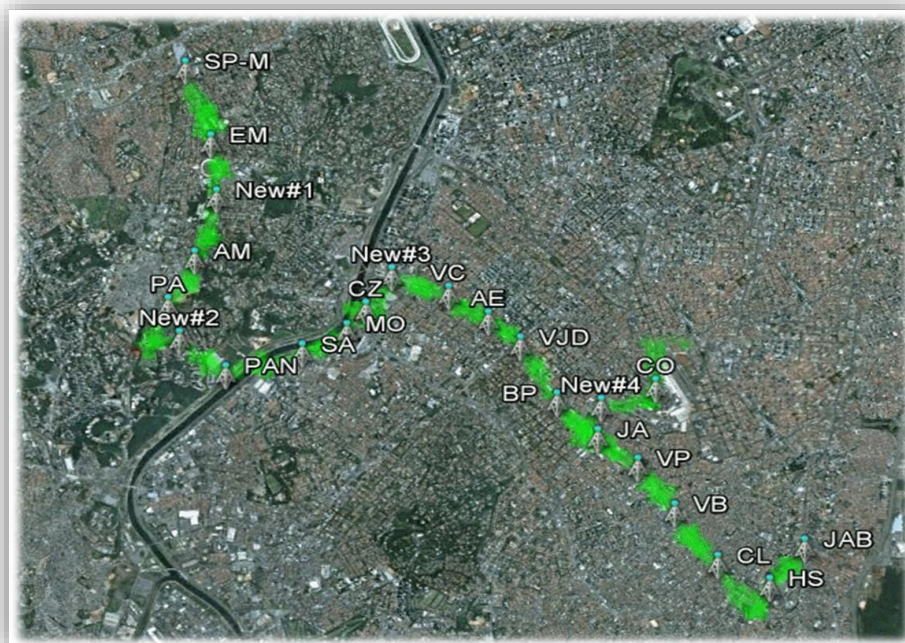 SP-M
EM
New#1
AM
New#3
PA
VC
CZ
AE
New#2
MO
SA
VJD
PAN
CO
BP
New#4
JA
VP
VB
JAB
CL
HS